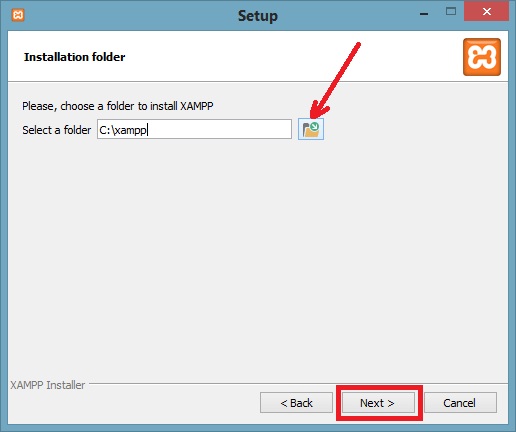 Setup
Installation folder
Please, choose a folder to install XAMPP
Select a folder C:\xampp
XAMPP Installer
< Back Next > Cancel